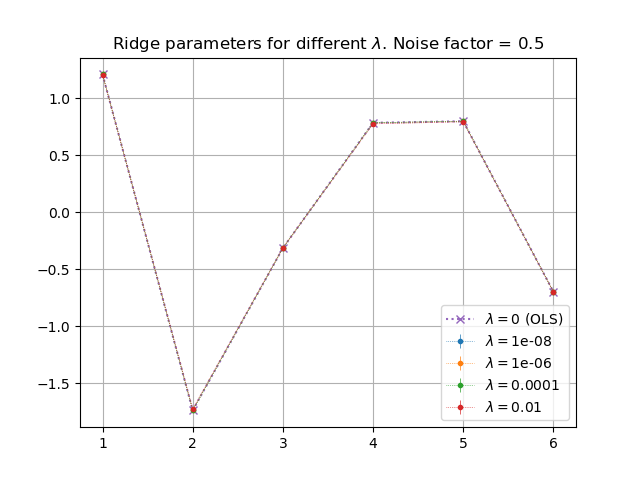 Ridge parameters for different λ. Noise factor = 0.5
1.0
0.5
0.0
−0.5
−1.0
−1.5
1 2 3 4 5 6
λ = 0 (OLS)
λ = 1e-08
λ = 1e-06
λ = 0.0001
λ = 0.01